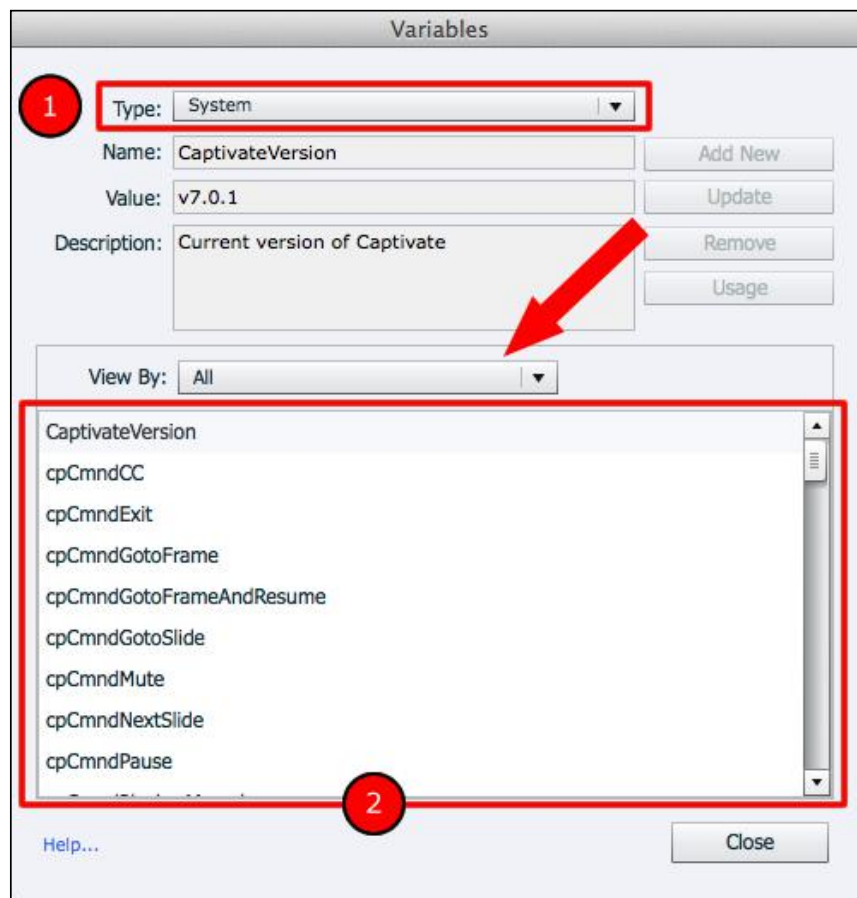 Variables
1
Type: System
Name: CaptivateVersion Add New
Value: v7.0.1 Update
Description: Current version of Captivate Remove
Usage
View By: All
CaptivateVersion
cpCmndCC
cpCmndExit
cpCmndGotoFrame
cpCmndGotoFrameAndResume
cpCmndGotoSlide
cpCmndMute
cpCmndNextSlide
cpCmndPause
2
Help... Close